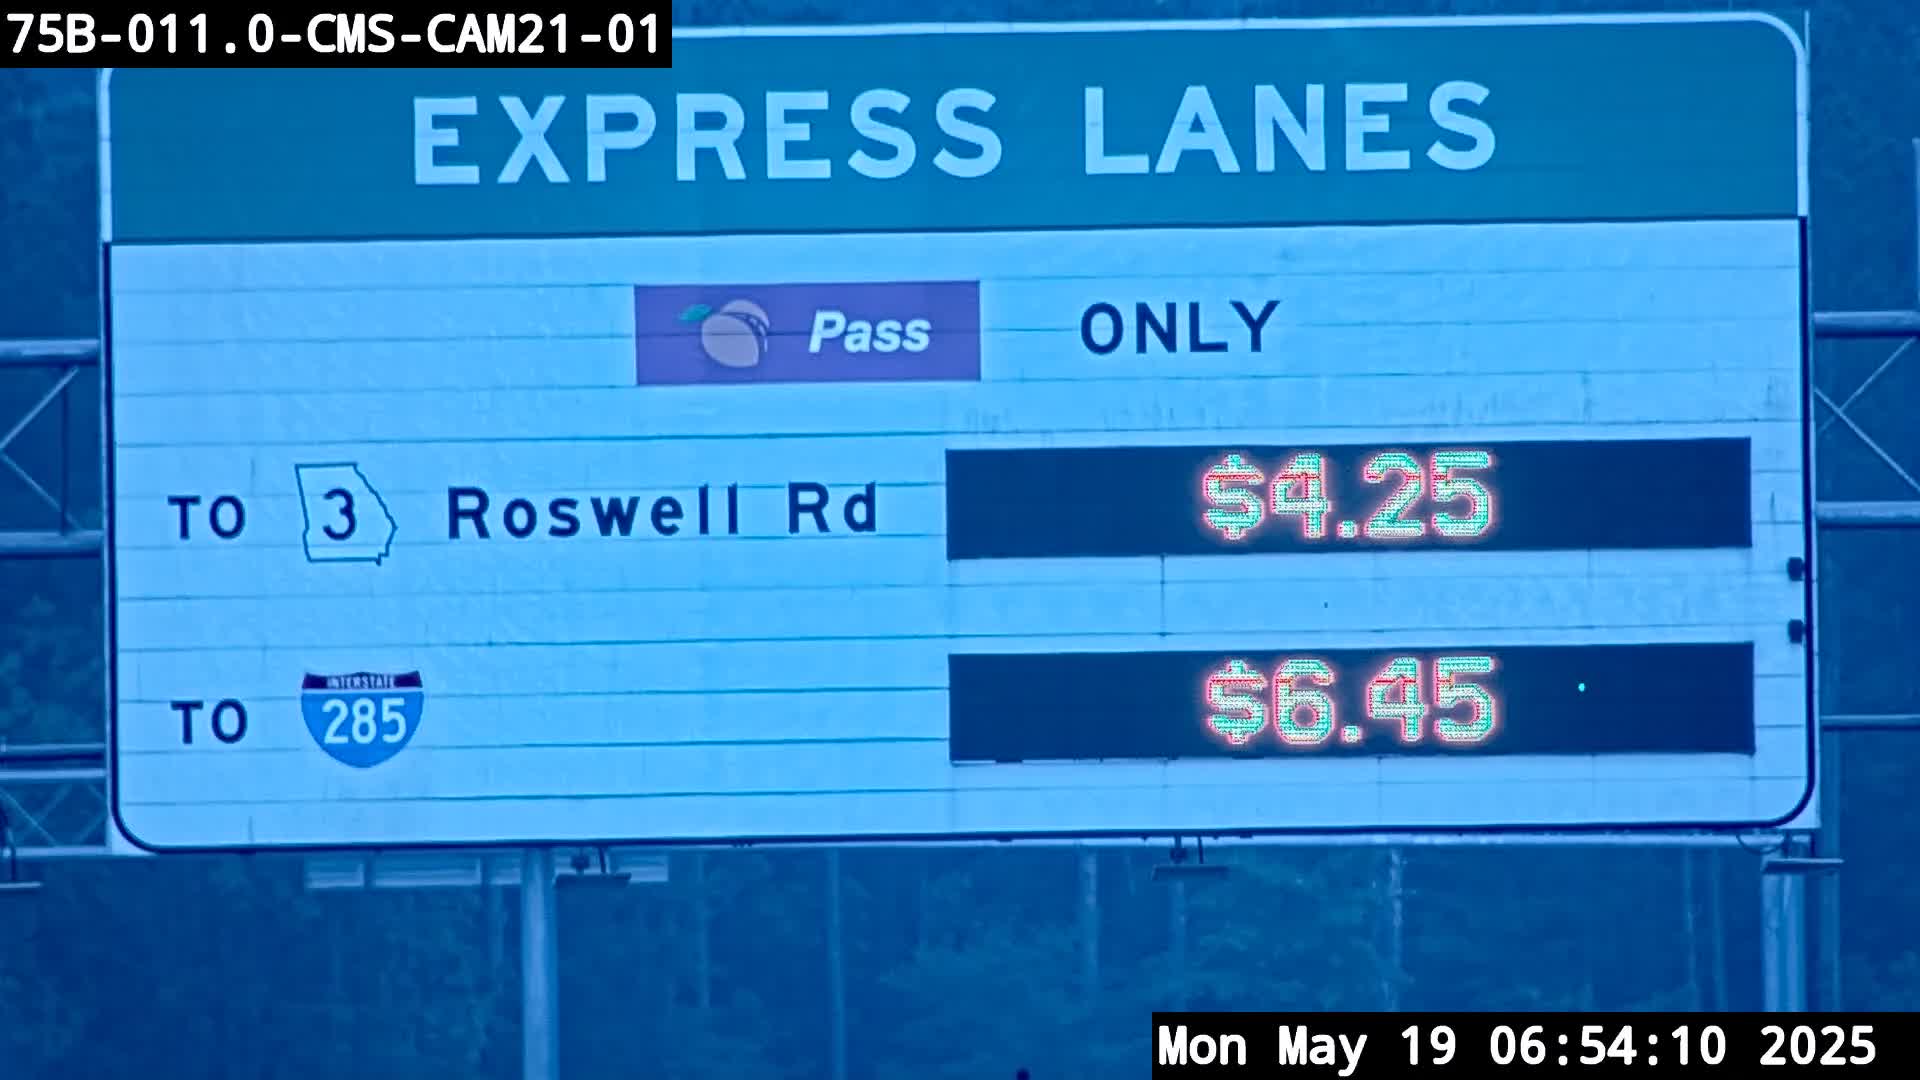 75B-011.0-CMS-CAM21-01
EXPRESS LANES
Pass ONLY
TO 3 Roswell Rd $4.25
TO INTERSTATE 285 $6.45
Mon May 19 06:54:10 2025